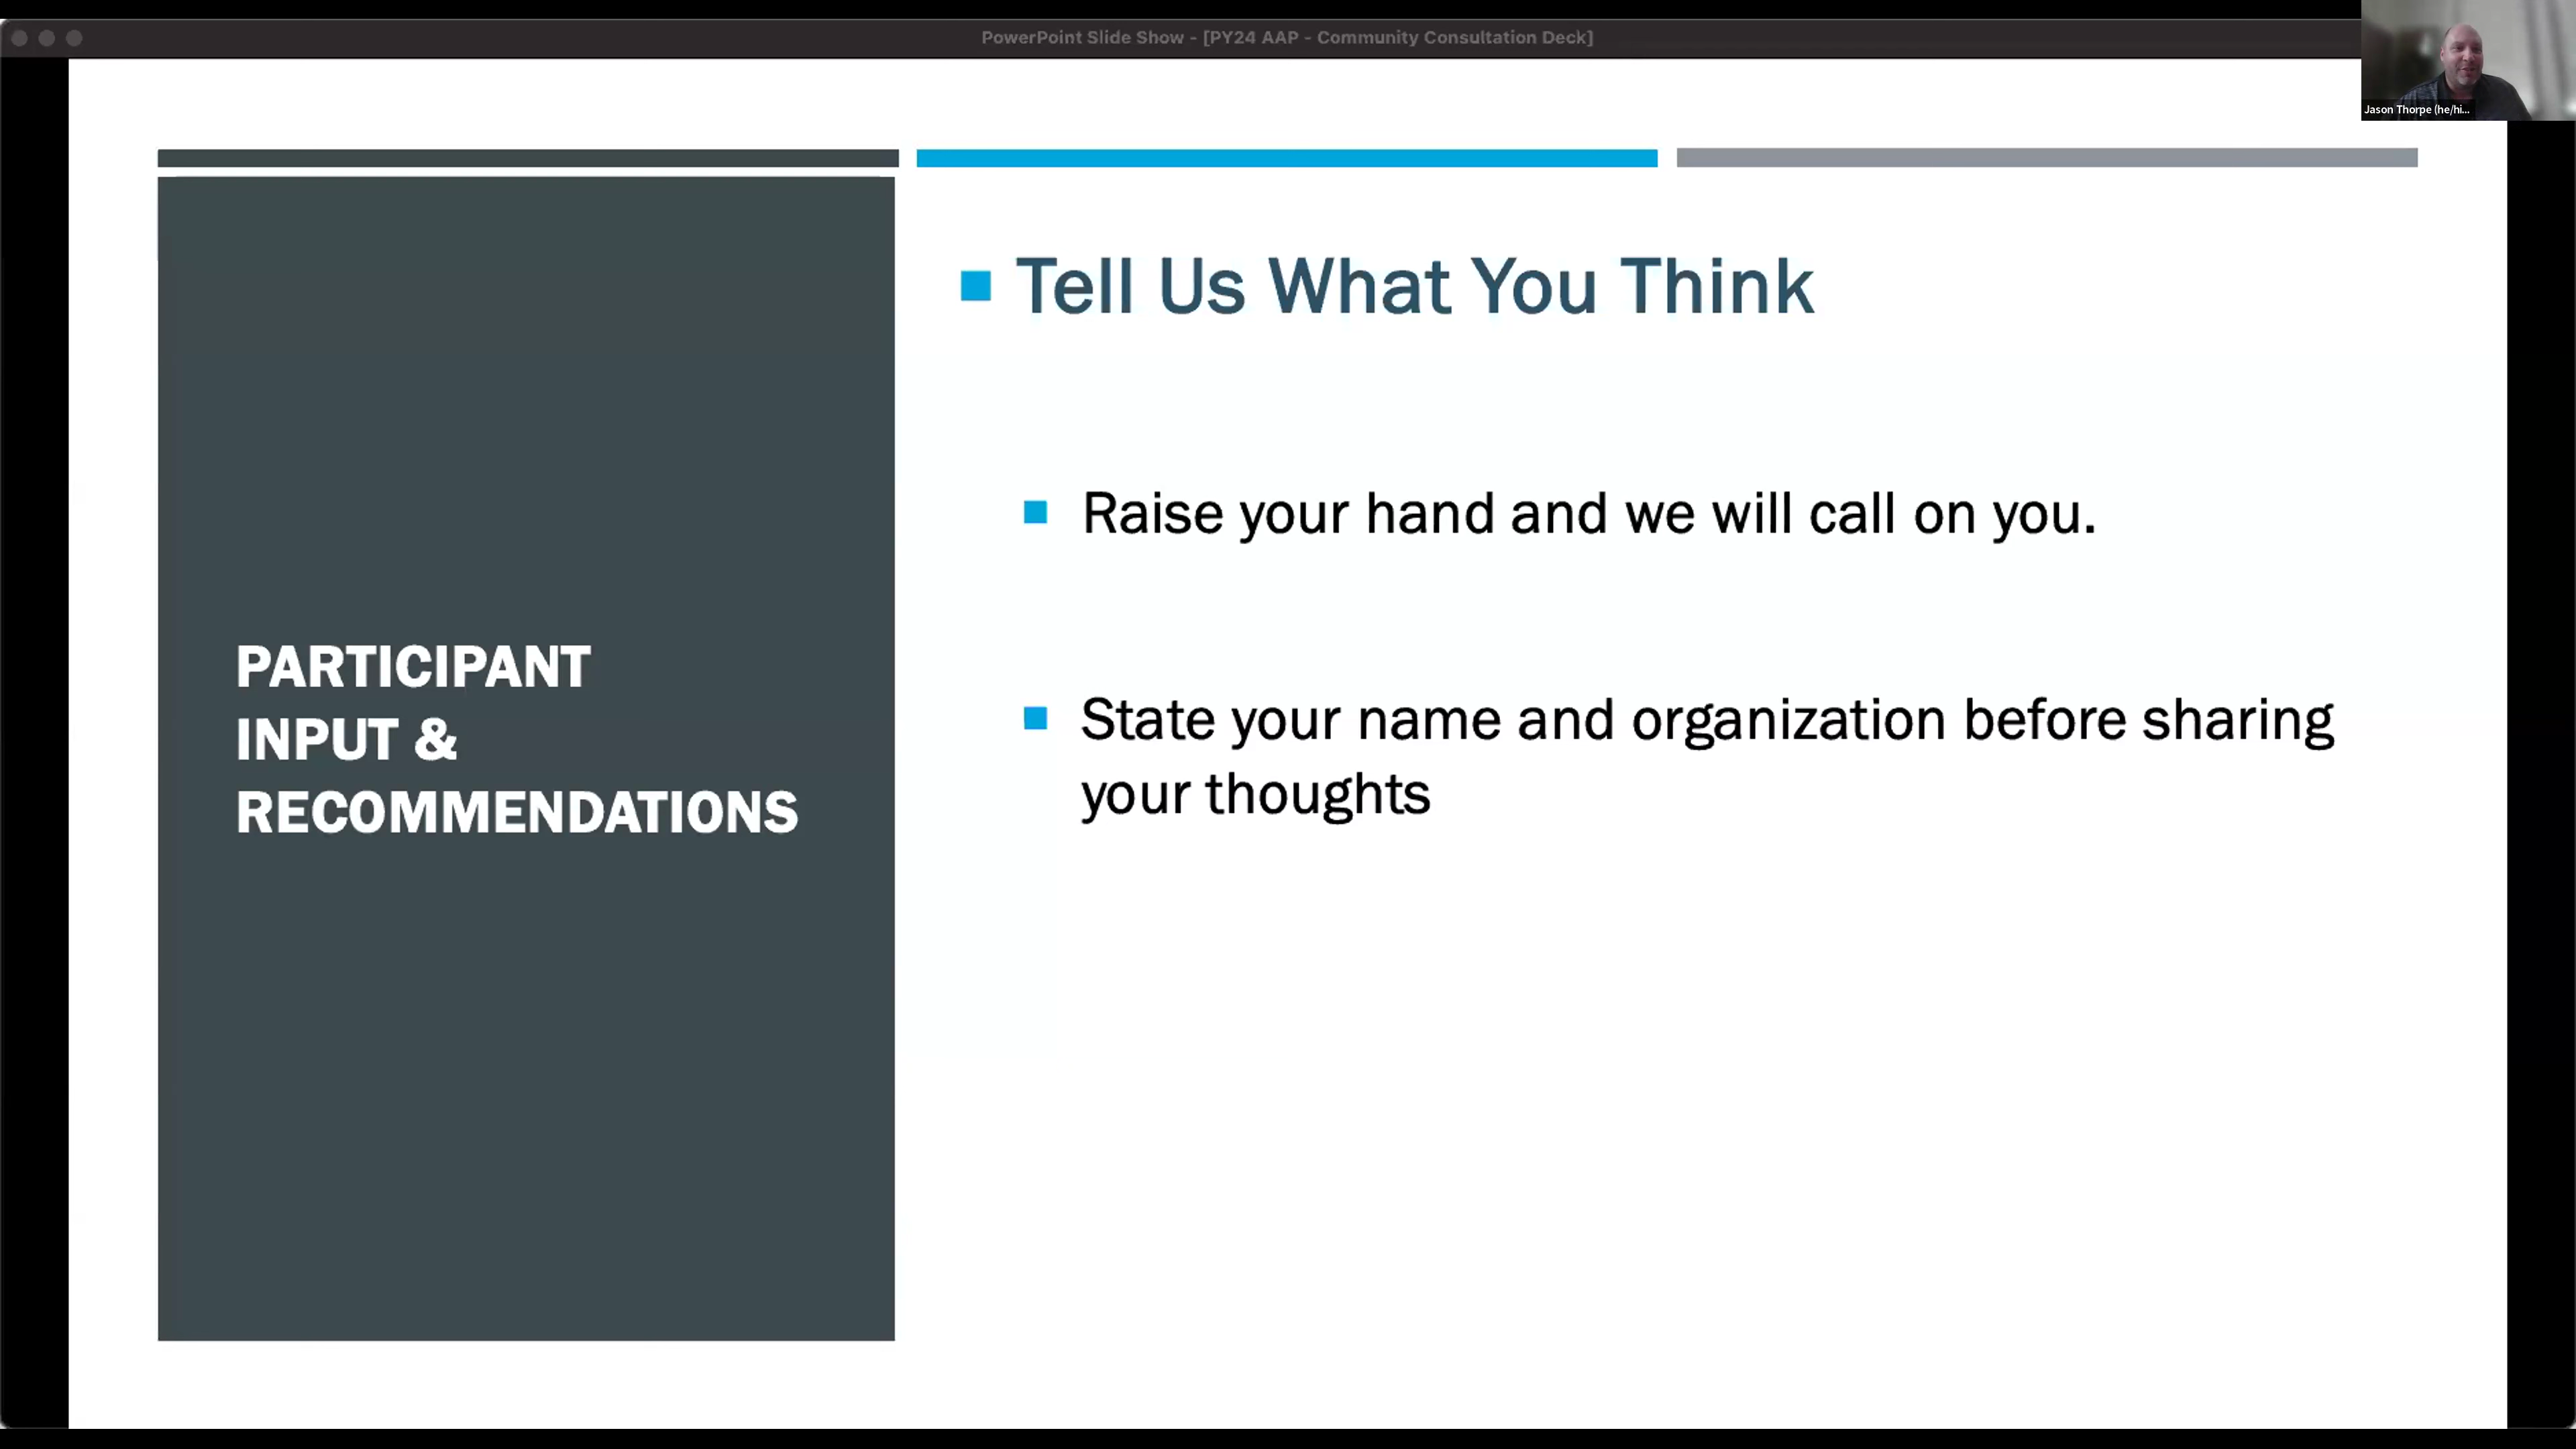 PowerPoint Slide Show - [PY24 AAP - Community Consultation Deck]
Jason Thorpe (he/hi...
PARTICIPANT
INPUT &
RECOMMENDATIONS
Tell Us What You Think
Raise your hand and we will call on you.
State your name and organization before sharing
your thoughts